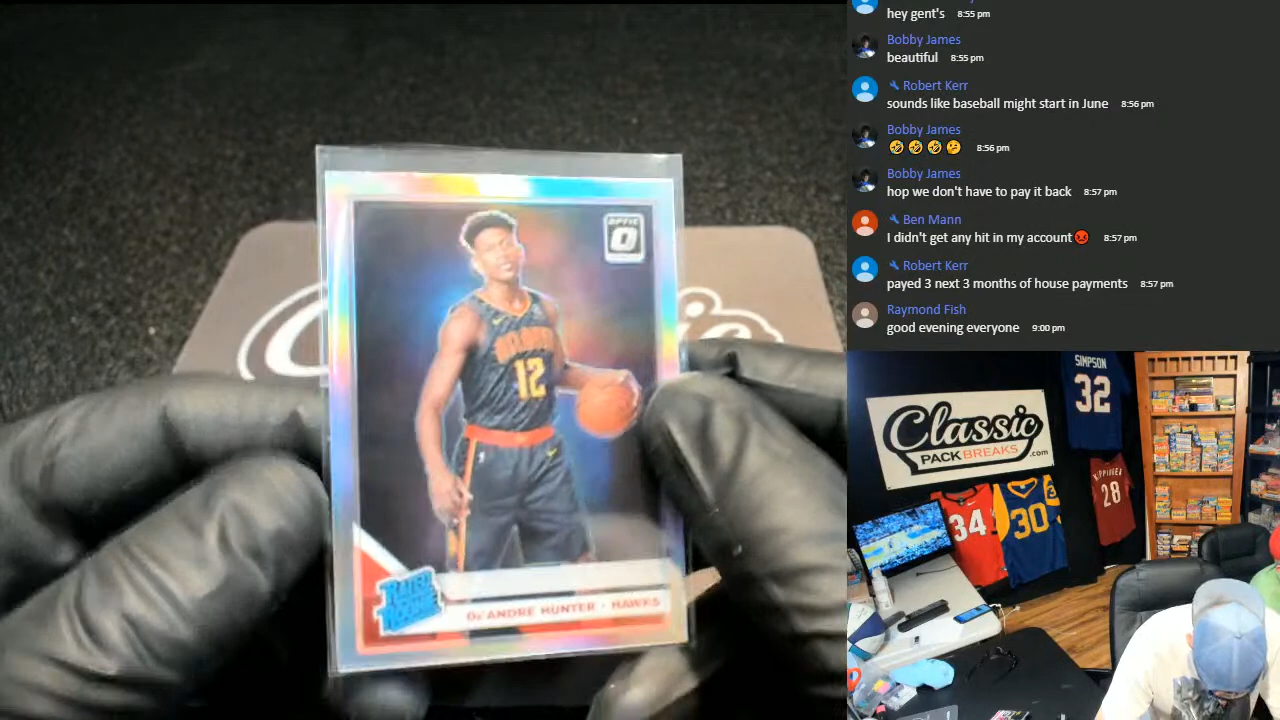 hey gent's 8:55 pm
Bobby James
beautiful 8:55 pm
Robert Kerr
sounds like baseball might start in June 8:56 pm
Bobby James
🤣 🤣 🤣 🤔 8:56 pm
Bobby James
hop we don't have to pay it back 8:57 pm
Ben Mann
I didn't get any hit in my account😡 8:57 pm
Robert Kerr
payed 3 next 3 months of house payments 8:57 pm
Raymond Fish
good evening everyone 9:00 pm
OPTIC
12
RATED ROOKIE
DE'ANDRE HUNTER • HAWKS
SIMPSON
32
Classic
PACK BREAKS.com
34
30
28